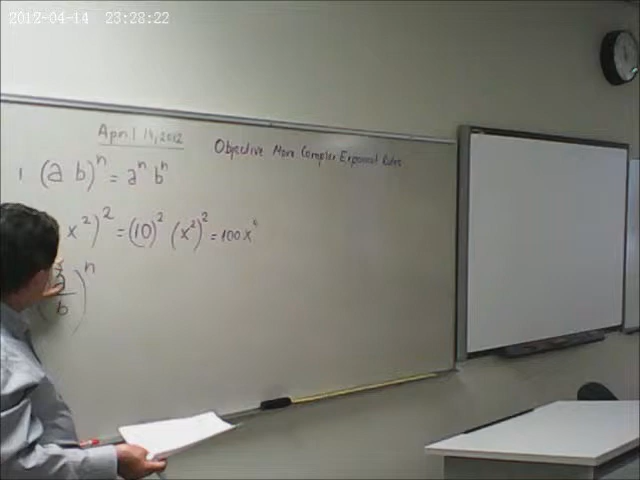 2012-04-14 23:28:22
April 14, 2012
Objective More Complex Exponent Rules
1 (a b)^n = a^n b^n
x^2)^2 = (10)^2 (x^2)^2 = 100x^4
(a/b)^n